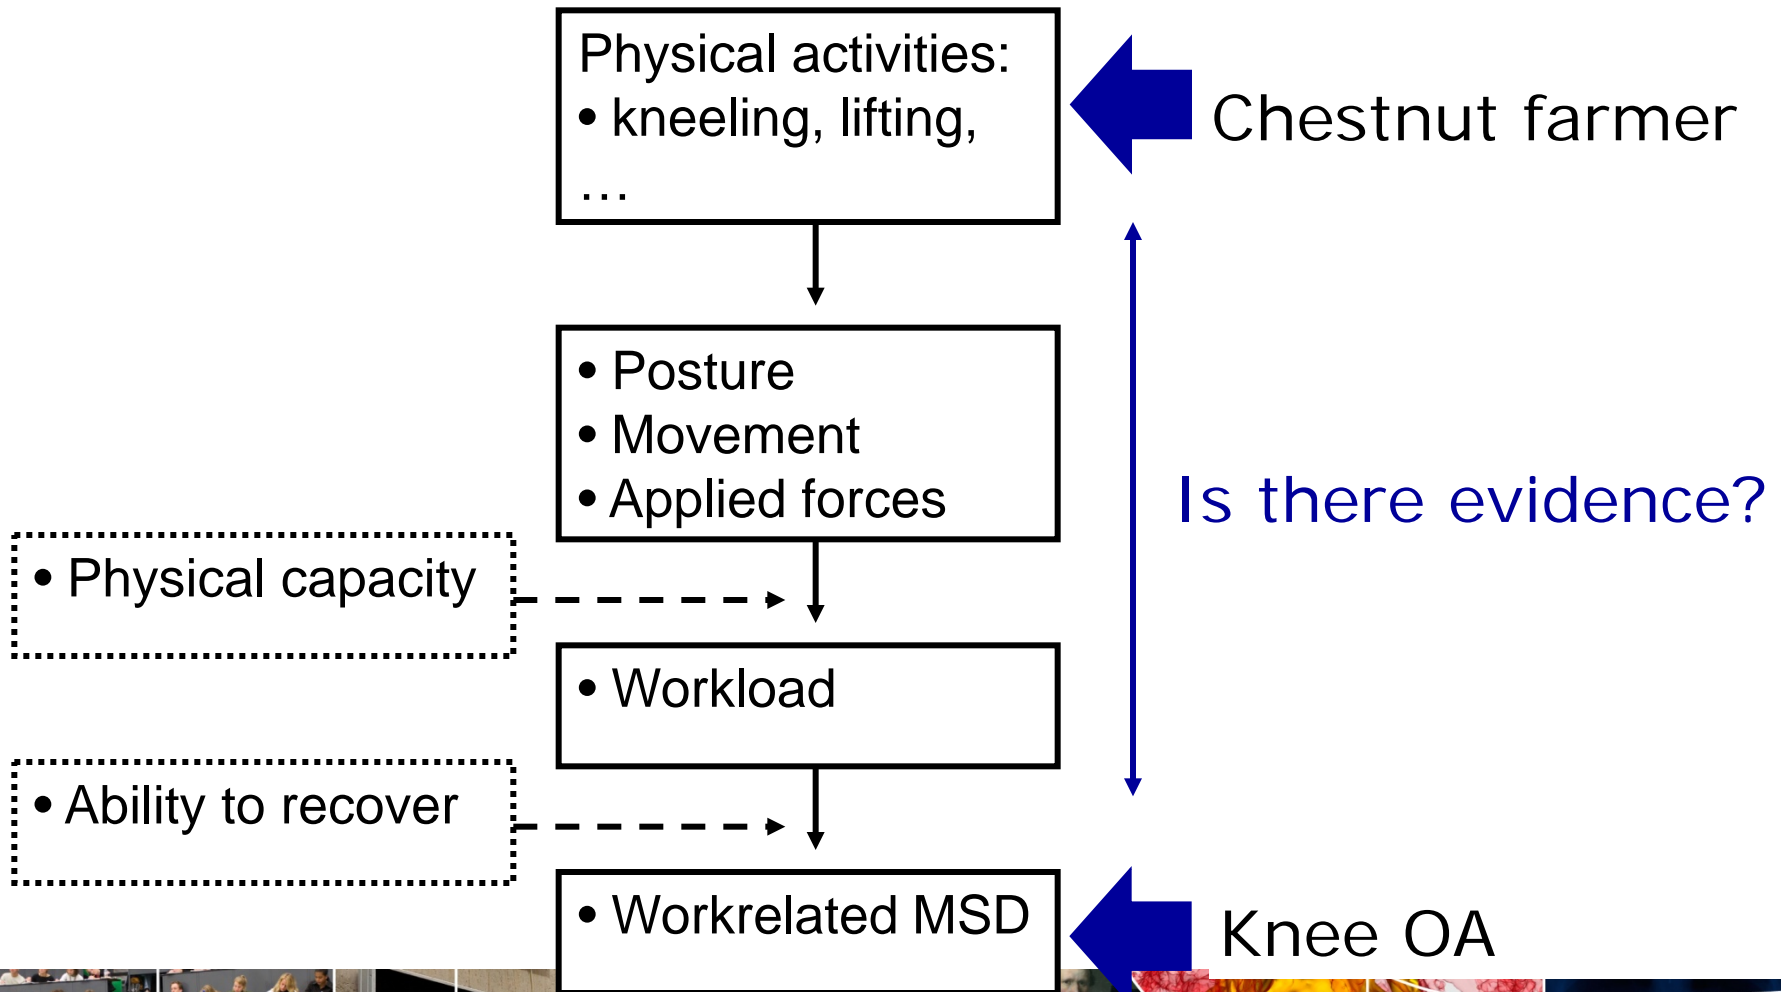 Physical activities:
• kneeling, lifting,
…
Chestnut farmer
• Posture
• Movement
• Applied forces
Is there evidence?
• Physical capacity
• Workload
• Ability to recover
• Workrelated MSD
Knee OA